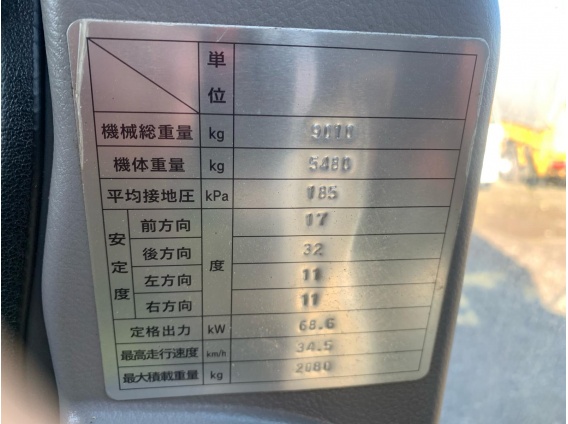 単位
機械総重量 kg
機体重量 kg 5480
平均接地圧 kPa 185
安定度 前方向 度 17
後方向 32
左方向 11
右方向 11
定格出力 kW 68.6
最高走行速度 km/h 34.5
最大積載重量 kg 2080